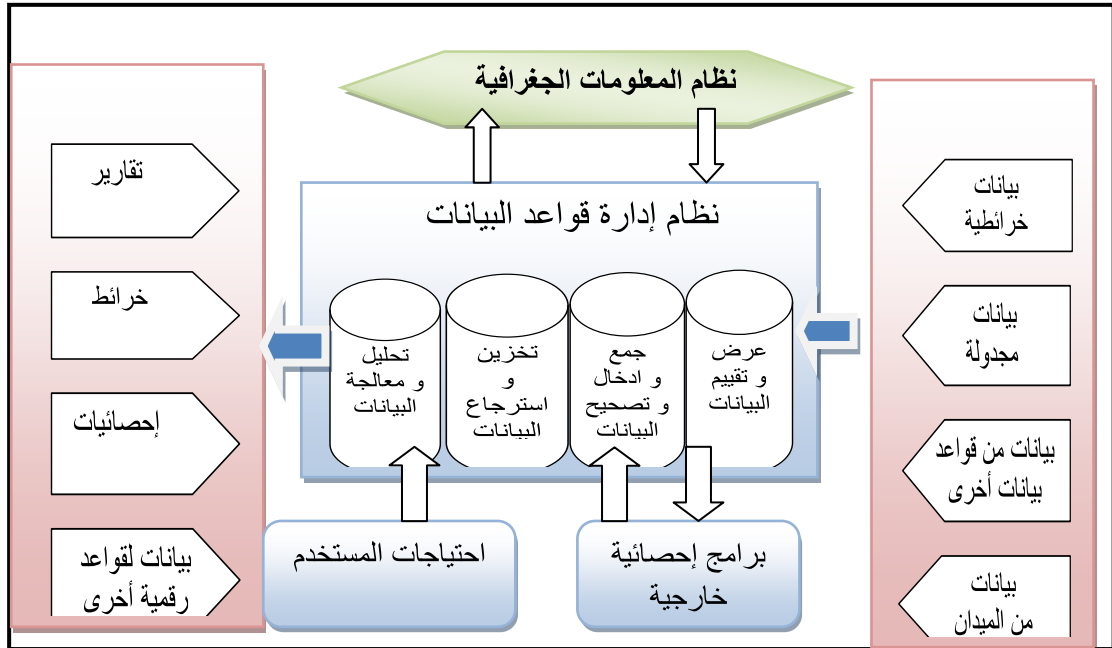 نظام المعلومات الجغرافية
نظام إدارة قواعد البيانات
بيانات
خرائطية
بيانات
مجدولة
بيانات من قواعد
بيانات أخرى
بيانات
من الميدان
عرض
و تقييم
البيانات
جمع
و ادخال
و تصحيح
البيانات
تخزين
و
استرجاع
البيانات
تحليل
و معالجة
البيانات
برامج إحصائية
خارجية
احتياجات المستخدم
تقارير
خرائط
إحصائيات
بيانات لقواعد
رقمية أخرى